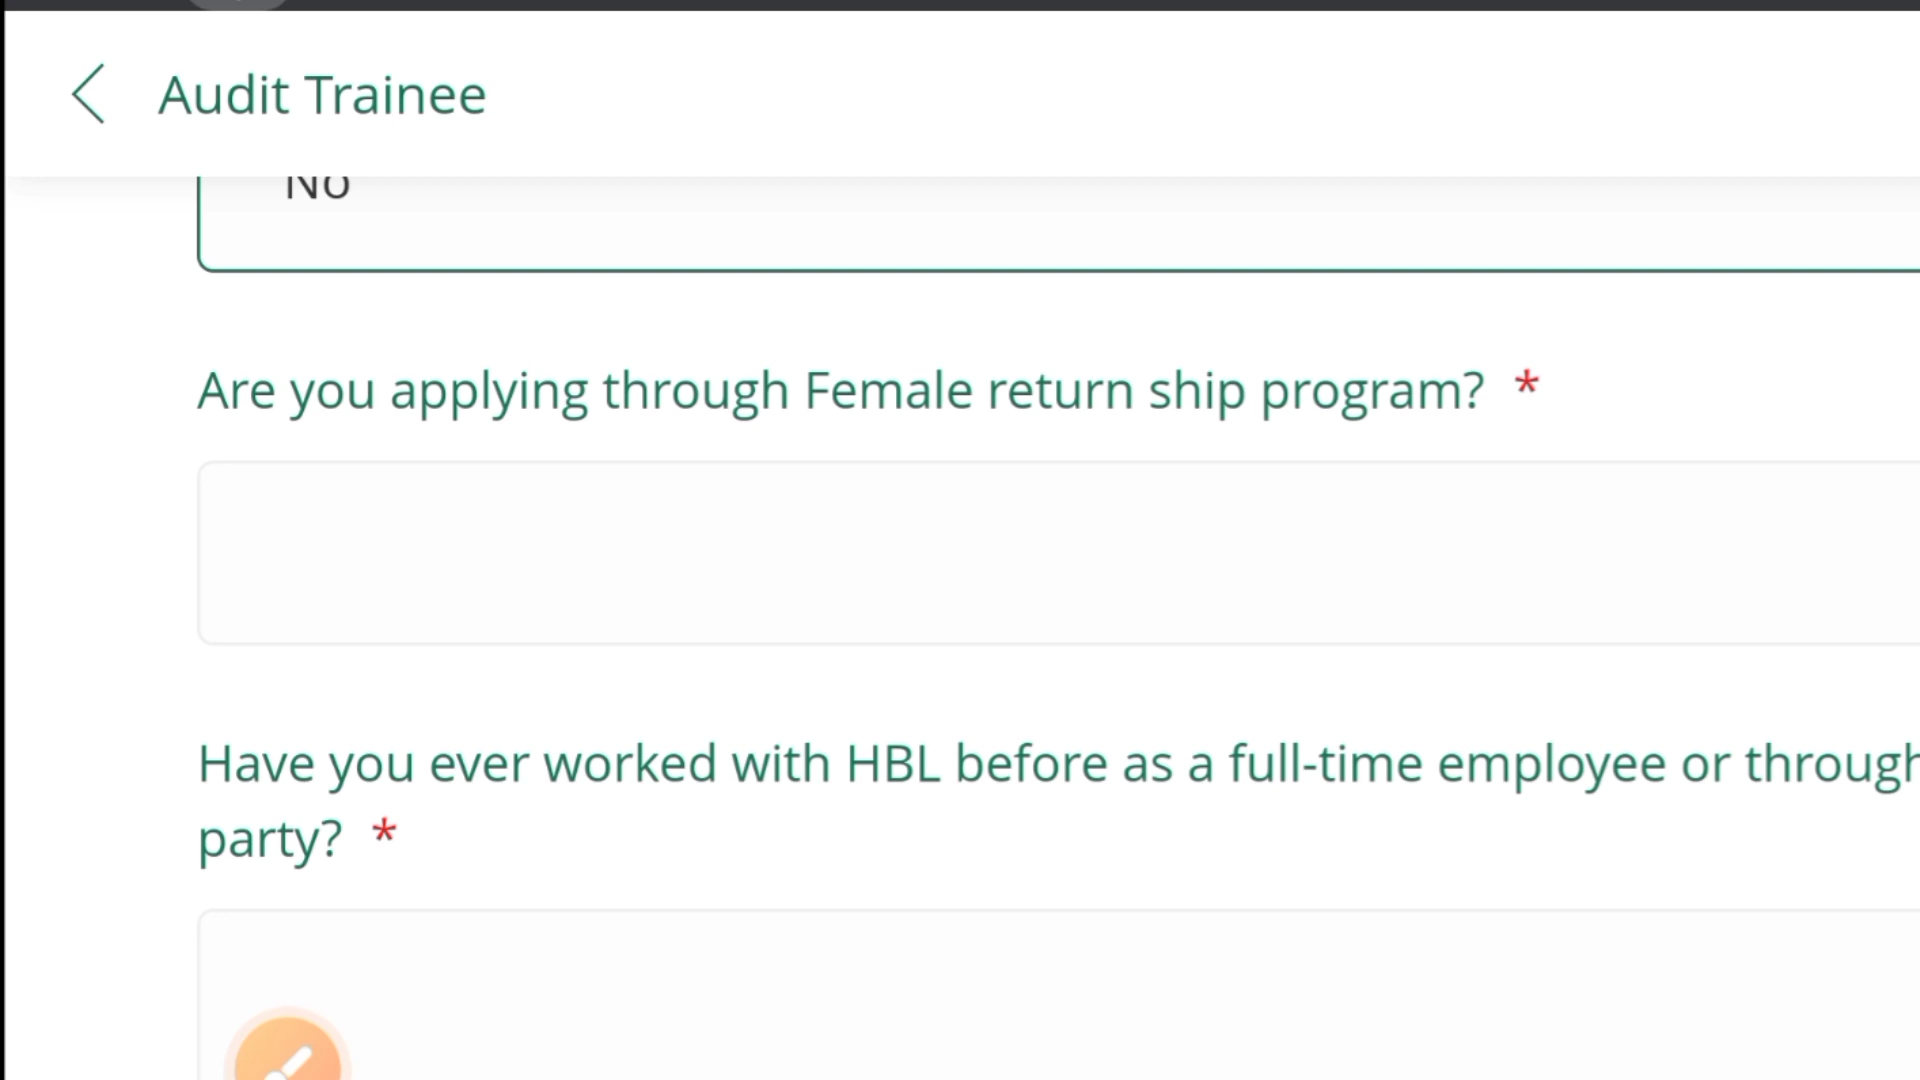 Audit Trainee
No
Are you applying through Female return ship program? *
Have you ever worked with HBL before as a full-time employee or through
party? *